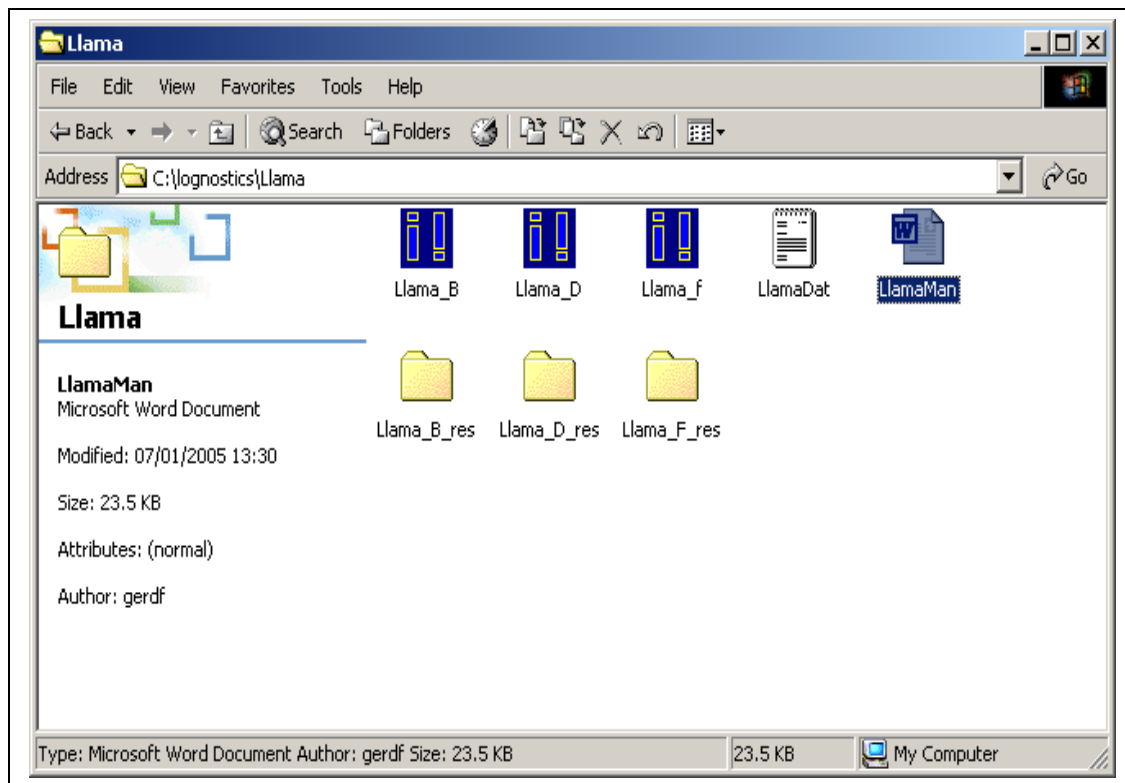 Llama
File Edit View Favorites Tools Help
Back Search Folders
Address C:\lognostics\Llama Go
Llama_B Llama_D Llama_f LlamaDat LlamaMan
Llama
LlamaMan
Microsoft Word Document
Llama_B_res Llama_D_res Llama_F_res
Modified: 07/01/2005 13:30
Size: 23.5 KB
Attributes: (normal)
Author: gerdf
Type: Microsoft Word Document Author: gerdf Size: 23.5 KB 23.5 KB My Computer